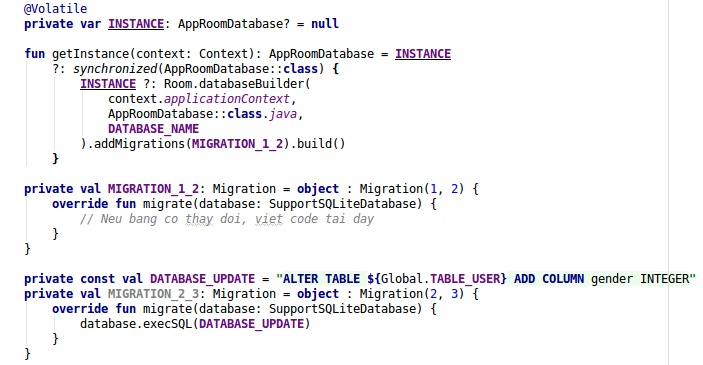 @Volatile
private var INSTANCE: AppRoomDatabase? = null
fun getInstance(context: Context): AppRoomDatabase = INSTANCE
?: synchronized(AppRoomDatabase::class) {
INSTANCE ?: Room.databaseBuilder(
context.applicationContext,
AppRoomDatabase::class.java,
DATABASE_NAME
).addMigrations(MIGRATION_1_2).build()
}
private val MIGRATION_1_2: Migration = object : Migration(1, 2) {
override fun migrate(database: SupportSQLiteDatabase) {
// Neu bang co thay doi, viet code tai day
}
}
private const val DATABASE_UPDATE = "ALTER TABLE ${Global.TABLE_USER} ADD COLUMN gender INTEGER"
private val MIGRATION_2_3: Migration = object : Migration(2, 3) {
override fun migrate(database: SupportSQLiteDatabase) {
database.execSQL(DATABASE_UPDATE)
}
}